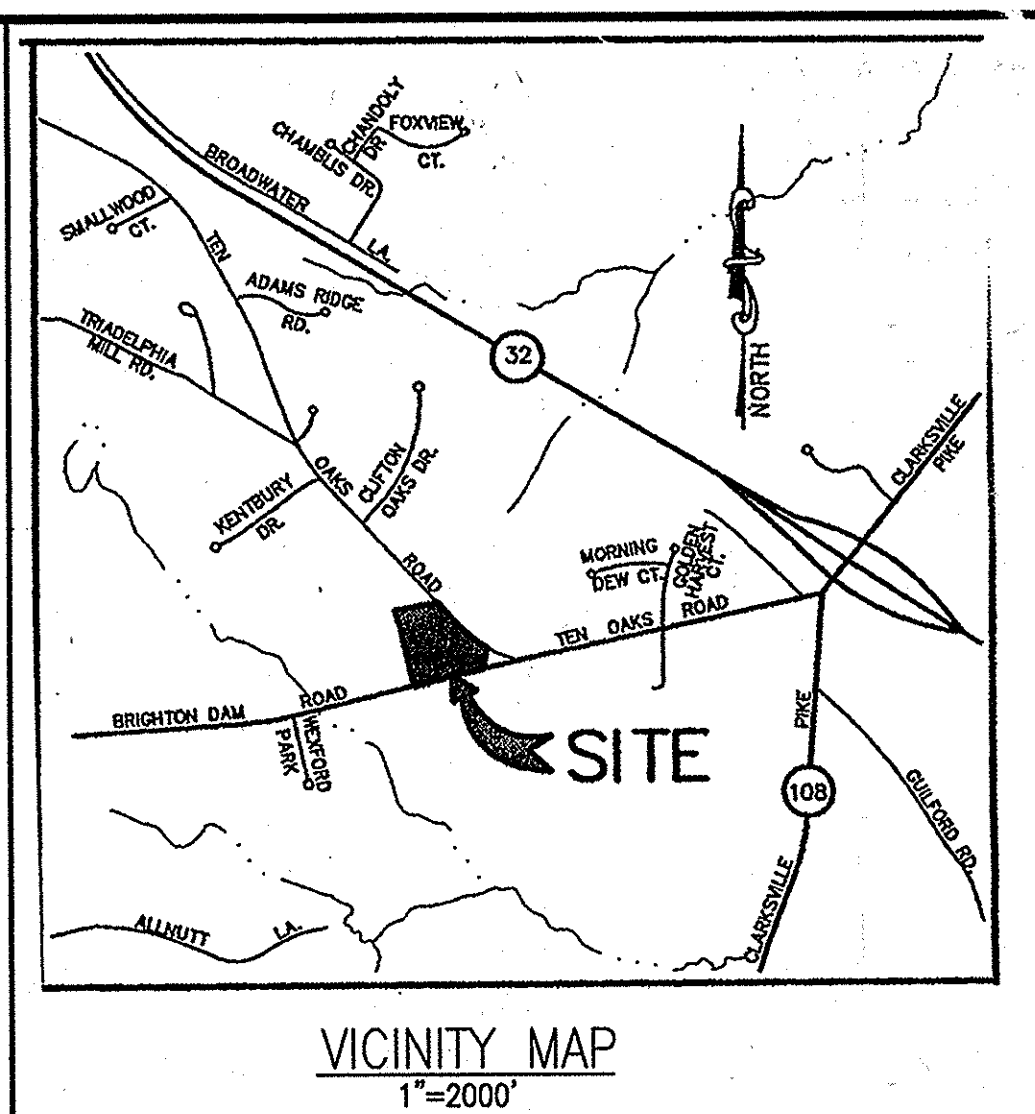 CHANDOLY
DR
FOXVIEW
CT.
CHAMBLIS DR.
BROADWATER
LA.
SMALLWOOD
CT.
TEN
OAKS
ROAD
ADAMS RIDGE
RD.
TRIADELPHIA
MILL RD.
32
NORTH
CLARKSVILLE
PIKE
CLIFTON
OAKS DR.
KENTBURY
DR.
MORNING
DEW CT.
GOLDEN
HARVEST
CT.
TEN OAKS ROAD
BRIGHTON DAM ROAD
WEXFORD
PARK
SITE
PIKE
108
CLARKSVILLE
GUILFORD RD.
ALLNUTT LA.
VICINITY MAP
1"=2000'